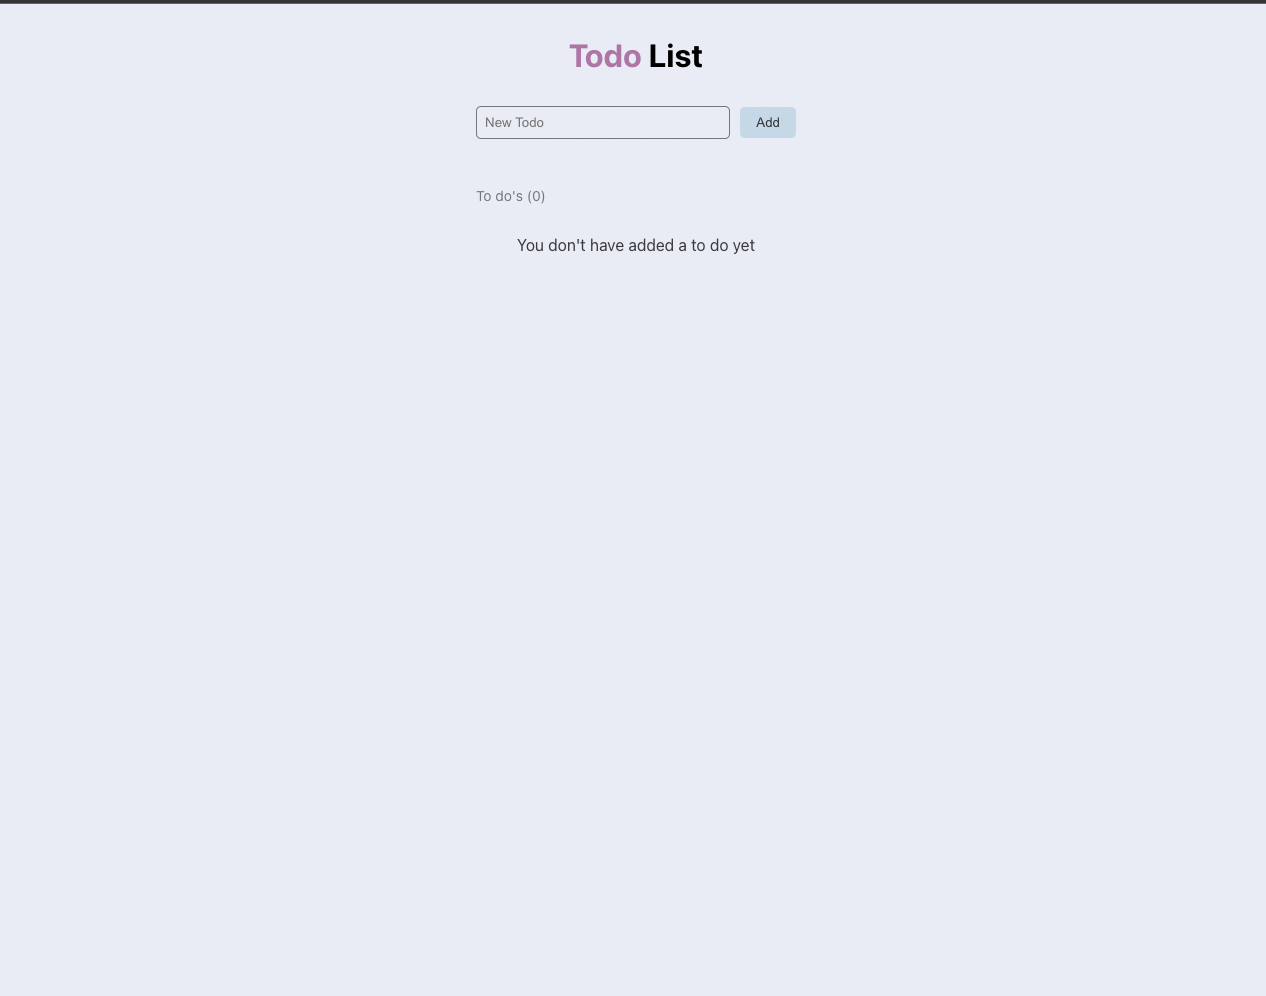 Todo List
New Todo
Add
To do's (0)
You don't have added a to do yet